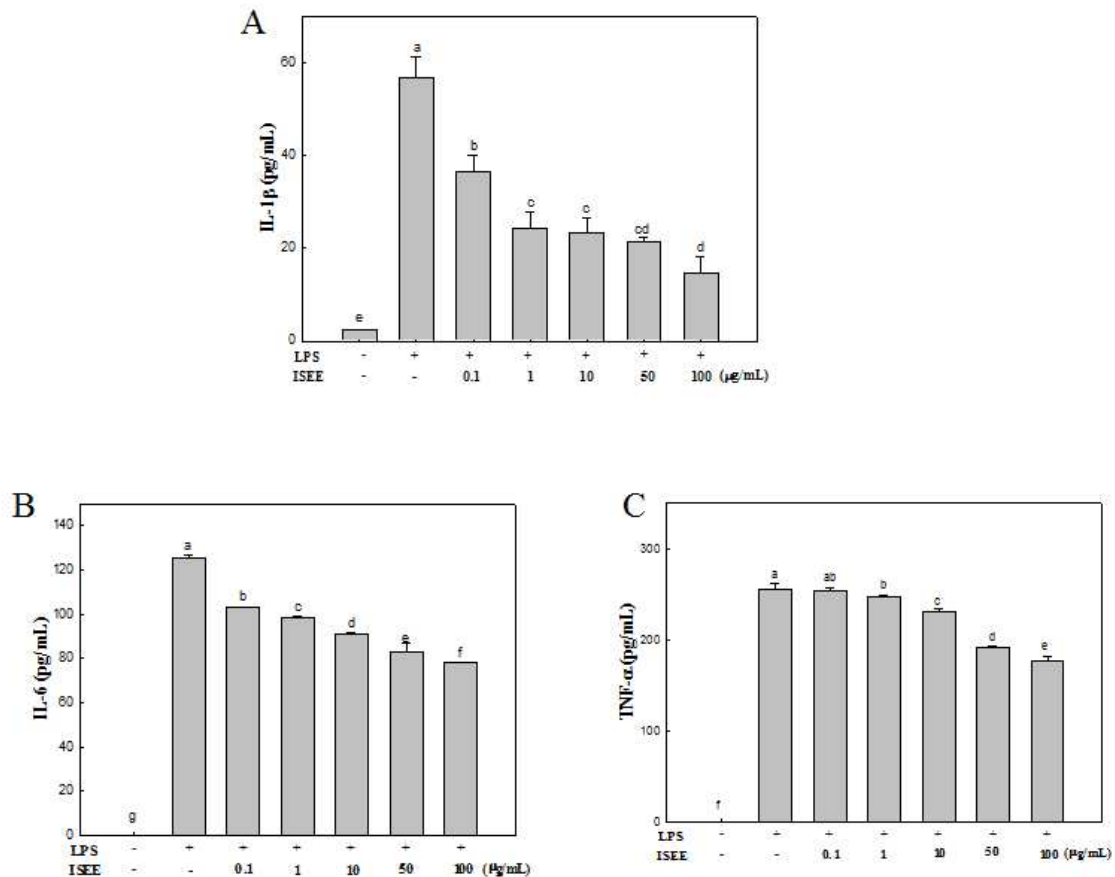 A
60
40
20
0
IL-1β (pg/mL)
a
b
c
c
cd
d
e
LPS - + + + + + +
ISEE - - 0.1 1 10 50 100 (μg/mL)
B
140
120
100
80
60
40
20
0
IL-6 (pg/mL)
a
b
c
d
e
f
g
LPS - + + + + + +
ISEE - - 0.1 1 10 50 100 (μg/mL)
C
300
200
100
0
TNF-α (pg/mL)
a
ab
b
c
d
e
f
LPS - + + + + + +
ISEE - - 0.1 1 10 50 100 (μg/mL)